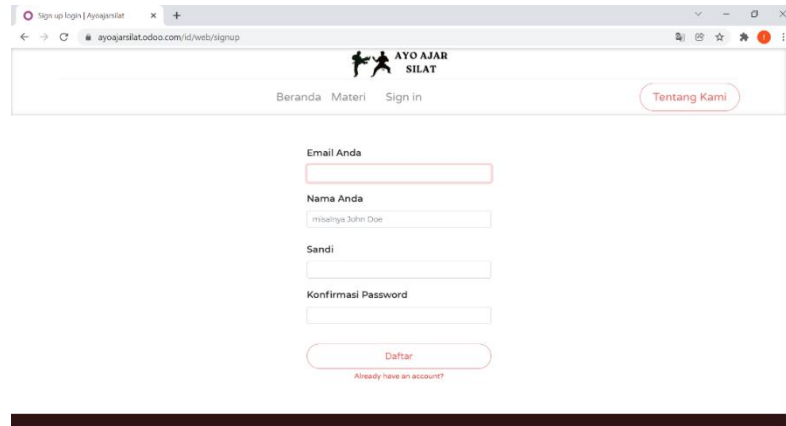 Sign up login | Ayoajarsilat
ayoajarsilat.odoo.com/id/web/signup
AYO AJAR
SILAT
Beranda Materi Sign in Tentang Kami
Email Anda
Nama Anda
misalnya John Doe
Sandi
Konfirmasi Password
Daftar
Already have an account?